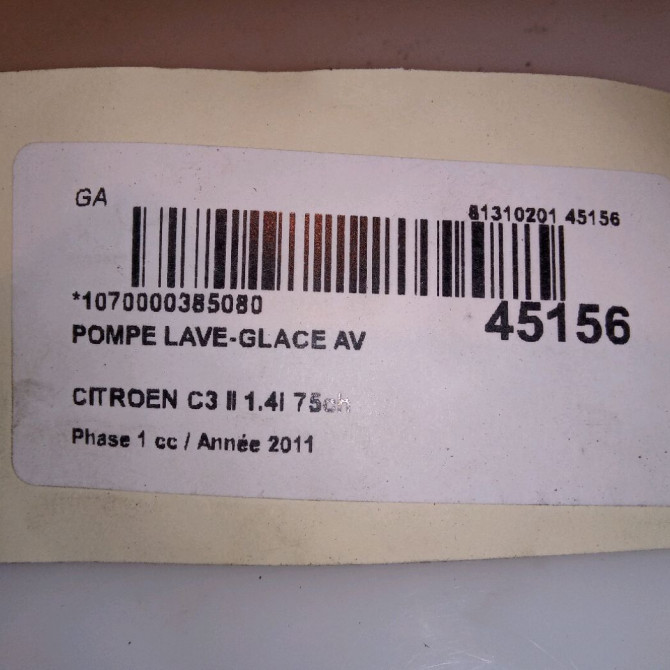 GA
81310201 45156
*1070000385080
45156
POMPE LAVE-GLACE AV
CITROEN C3 II 1.4i 75ch
Phase 1 cc / Année 2011